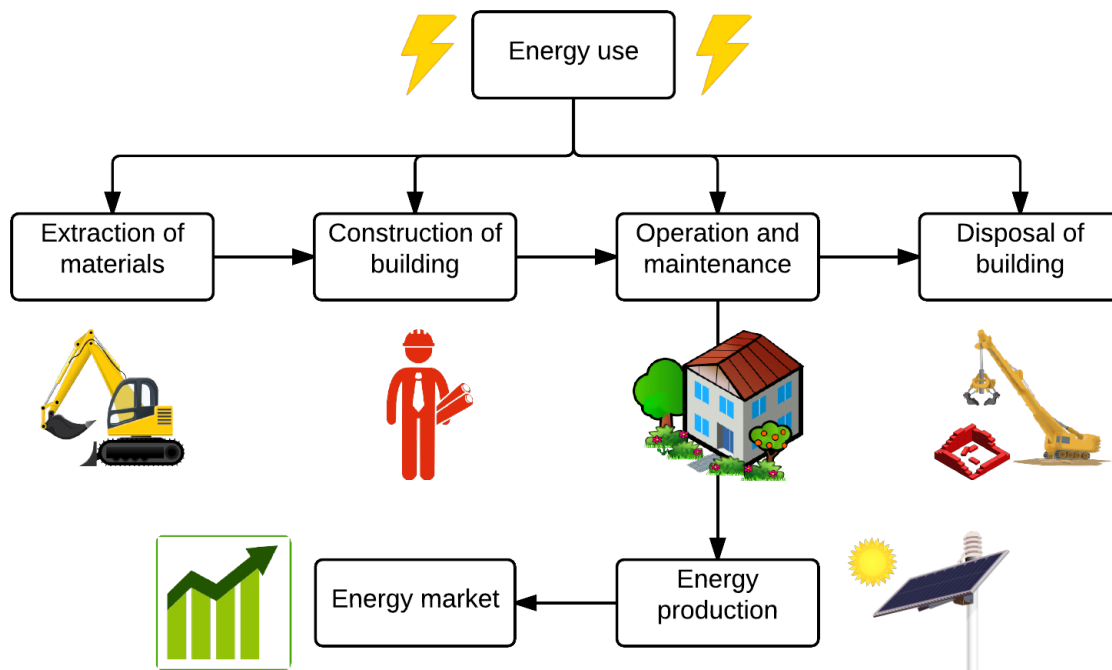 Energy use
Extraction of
materials
Construction of
building
Operation and
maintenance
Disposal of
building
Energy market
Energy
production